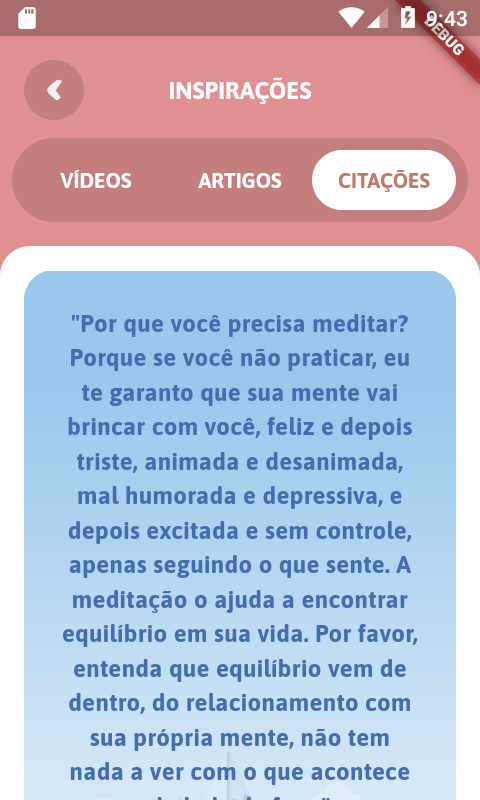 9:43
DEBUG
INSPIRAÇÕES
VÍDEOS
ARTIGOS
CITAÇÕES
"Por que você precisa meditar?
Porque se você não praticar, eu
te garanto que sua mente vai
brincar com você, feliz e depois
triste, animada e desanimada,
mal humorada e depressiva, e
depois excitada e sem controle,
apenas seguindo o que sente. A
meditação o ajuda a encontrar
equilíbrio em sua vida. Por favor,
entenda que equilíbrio vem de
dentro, do relacionamento com
sua própria mente, não tem
nada a ver com o que acontece